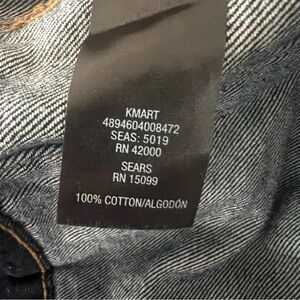 KMART
4894604008472
SEAS: 5019
RN 42000
SEARS
RN 15099
100% COTTON/ALGODÓN